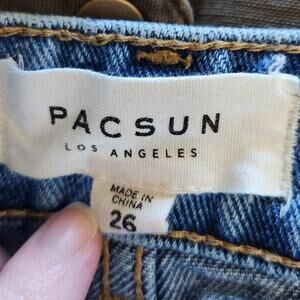 PACSUN
LOS ANGELES
MADE IN
CHINA
26